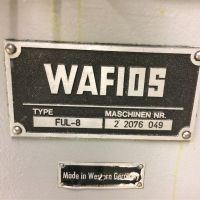 WAFIOS
TYPE MASCHINEN NR.
FUL-8 2 2076 049
Made in Western Germany